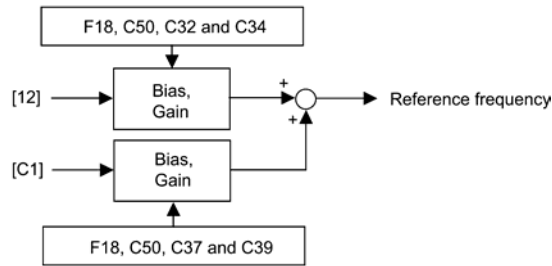 F18, C50, C32 and C34
[12]
Bias,
Gain
+
Reference frequency
+
[C1]
Bias,
Gain
F18, C50, C37 and C39